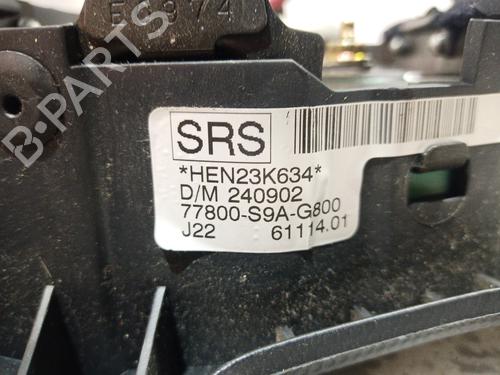 SRS
*HEN23K634*
D/M 240902
77800-S9A-G800
J22 61114.01
B-PARTS